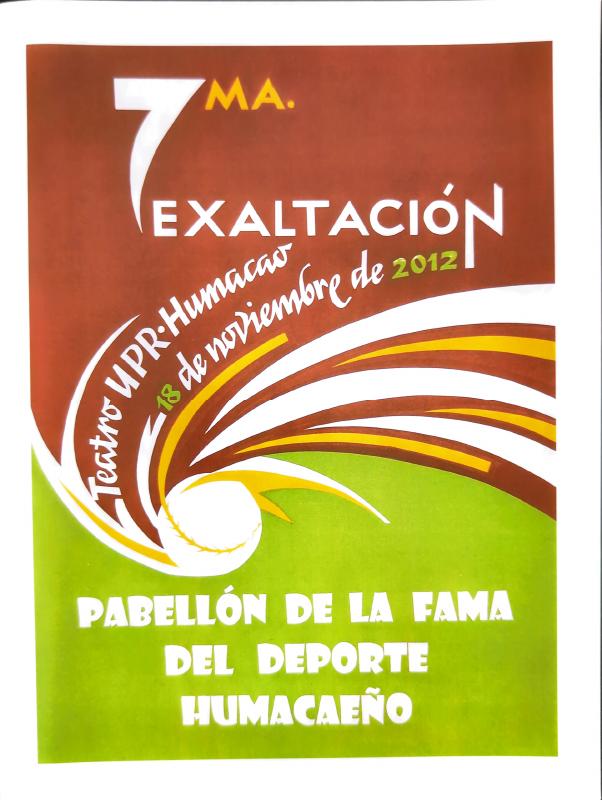 7MA.
EXALTACIÓN
Teatro UPR·Humacao
18 de noviembre de 2012
PABELLÓN DE LA FAMA
DEL DEPORTE
HUMACAEÑO